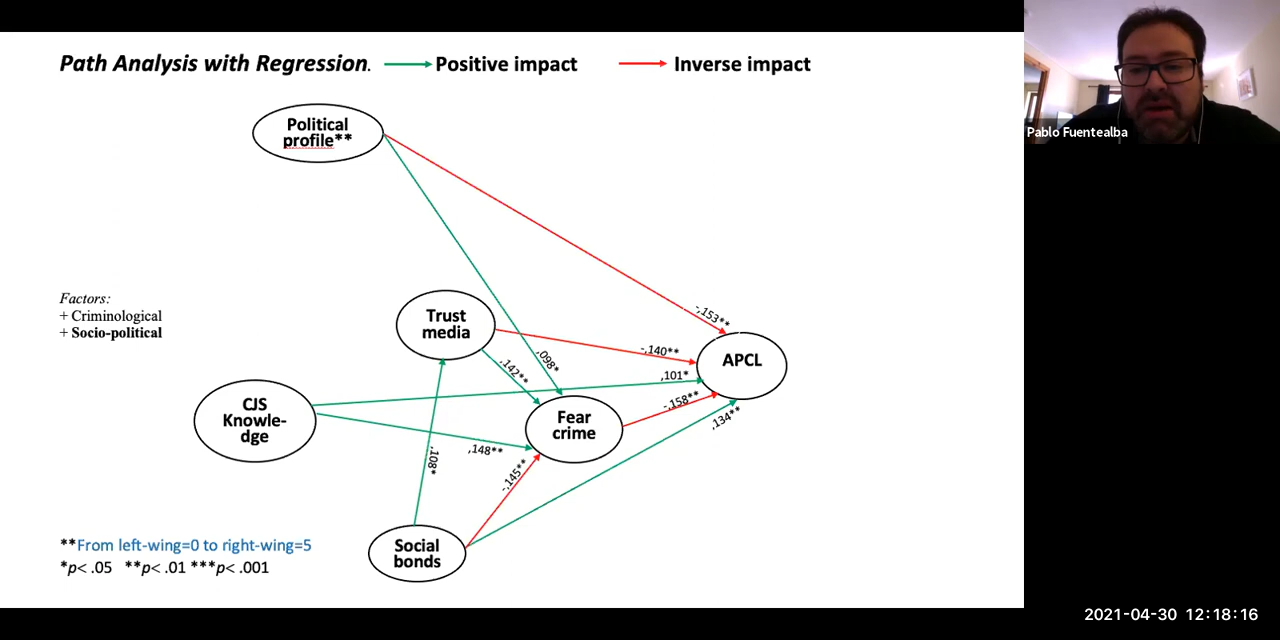 Path Analysis with Regression.
Positive impact
Inverse impact
Political
profile**
Pablo Fuentealba
Factors:
+ Criminological
+ Socio-political
Trust
media
-,153**
-,140**
APCL
,142**
,098*
,101*
CJS
Knowle-
dge
-,158**
Fear
crime
,134**
,148**
,108*
-,145**
Social
bonds
**From left-wing=0 to right-wing=5
*p< .05 **p< .01 ***p< .001
2021-04-30 12:18:16